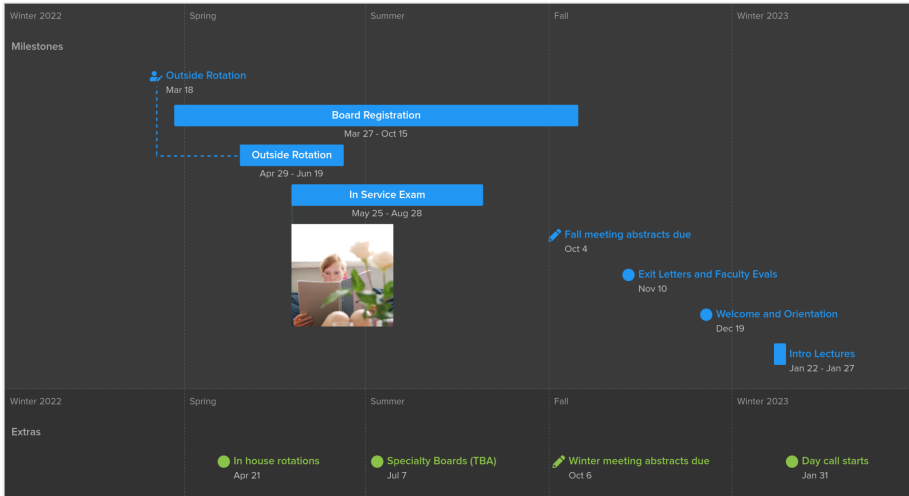 Winter 2022 Spring Summer Fall Winter 2023
Milestones
Outside Rotation
Mar 18
Board Registration
Mar 27 - Oct 15
Outside Rotation
Apr 29 - Jun 19
In Service Exam
May 25 - Aug 28
Fall meeting abstracts due
Oct 4
Exit Letters and Faculty Evals
Nov 10
Welcome and Orientation
Dec 19
Intro Lectures
Jan 22 - Jan 27
Winter 2022 Spring Summer Fall Winter 2023
Extras
In house rotations
Apr 21
Specialty Boards (TBA)
Jul 7
Winter meeting abstracts due
Oct 6
Day call starts
Jan 31